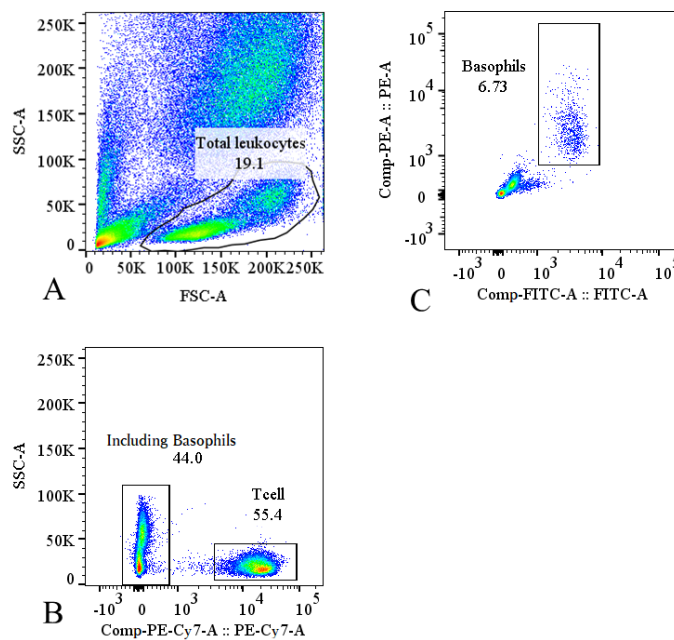 250K
200K
150K
100K
50K
0
SSC-A
Total leukocytes
19.1
0 50K 100K 150K 200K 250K
FSC-A
A
10^5
10^4
10^3
0
-10^3
Comp-PE-A :: PE-A
Basophils
6.73
-10^3 0 10^3 10^4 10^5
Comp-FITC-A :: FITC-A
C
250K
200K
150K
100K
50K
0
SSC-A
Including Basophils
44.0
Tcell
55.4
-10^3 0 10^3 10^4 10^5
Comp-PE-Cy7-A :: PE-Cy7-A
B